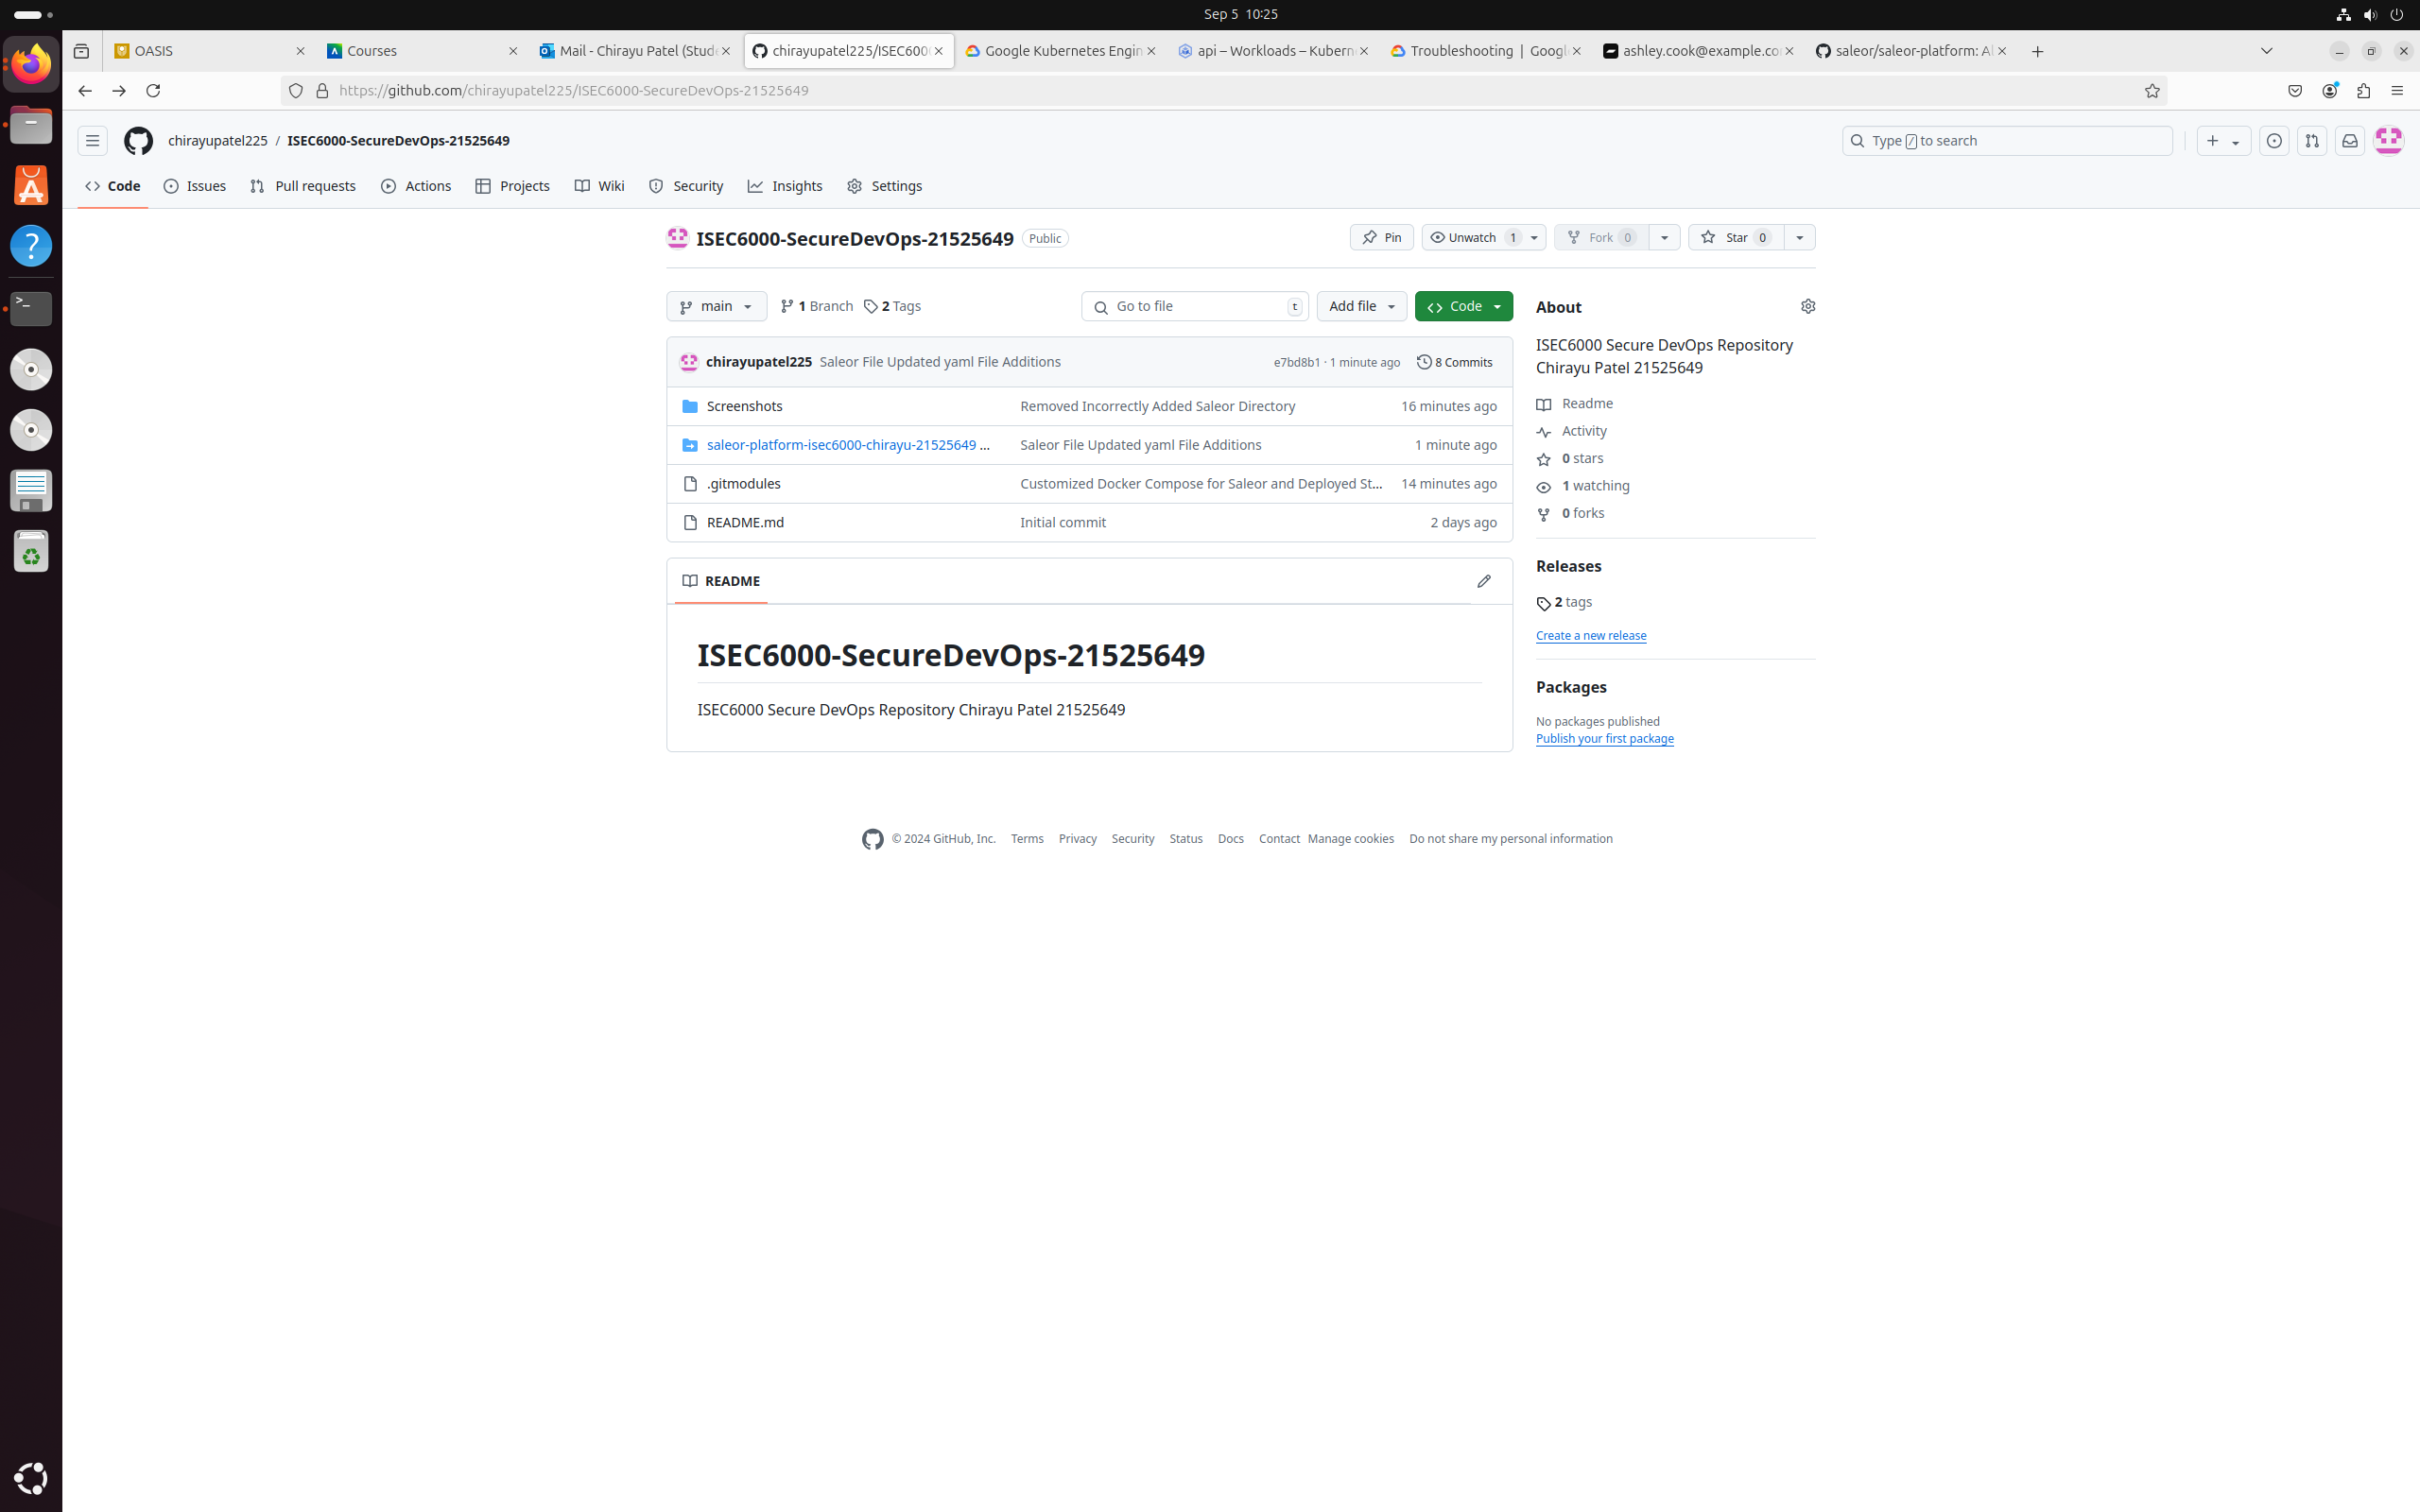 Sep 5 10:25
OASIS
Courses
Mail - Chirayu Patel (Stude
chirayupatel225/ISEC600
Google Kubernetes Engin
api – Workloads – Kubern
Troubleshooting | Googl
ashley.cook@example.co
saleor/saleor-platform: Al
https://github.com/chirayupatel225/ISEC6000-SecureDevOps-21525649
chirayupatel225 / ISEC6000-SecureDevOps-21525649
Type / to search
Code Issues Pull requests Actions Projects Wiki Security Insights Settings
ISEC6000-SecureDevOps-21525649 Public
Pin Unwatch 1 Fork 0 Star 0
main 1 Branch 2 Tags Go to file t Add file Code
chirayupatel225 Saleor File Updated yaml File Additions e7bd8b1 · 1 minute ago 8 Commits
Screenshots Removed Incorrectly Added Saleor Directory 16 minutes ago
saleor-platform-isec6000-chirayu-21525649 ... Saleor File Updated yaml File Additions 1 minute ago
.gitmodules Customized Docker Compose for Saleor and Deployed St... 14 minutes ago
README.md Initial commit 2 days ago
README
ISEC6000-SecureDevOps-21525649
ISEC6000 Secure DevOps Repository Chirayu Patel 21525649
About
ISEC6000 Secure DevOps Repository
Chirayu Patel 21525649
Readme
Activity
0 stars
1 watching
0 forks
Releases
2 tags
Create a new release
Packages
No packages published
Publish your first package
© 2024 GitHub, Inc. Terms Privacy Security Status Docs Contact Manage cookies Do not share my personal information